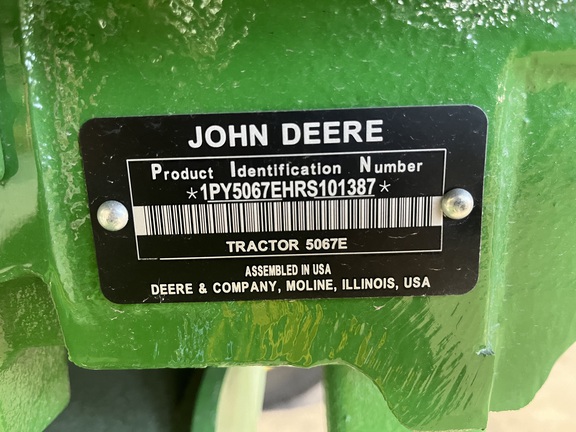 JOHN DEERE
Product Identification Number
*1PY5067EHRS101387*
TRACTOR 5067E
ASSEMBLED IN USA
DEERE & COMPANY, MOLINE, ILLINOIS, USA